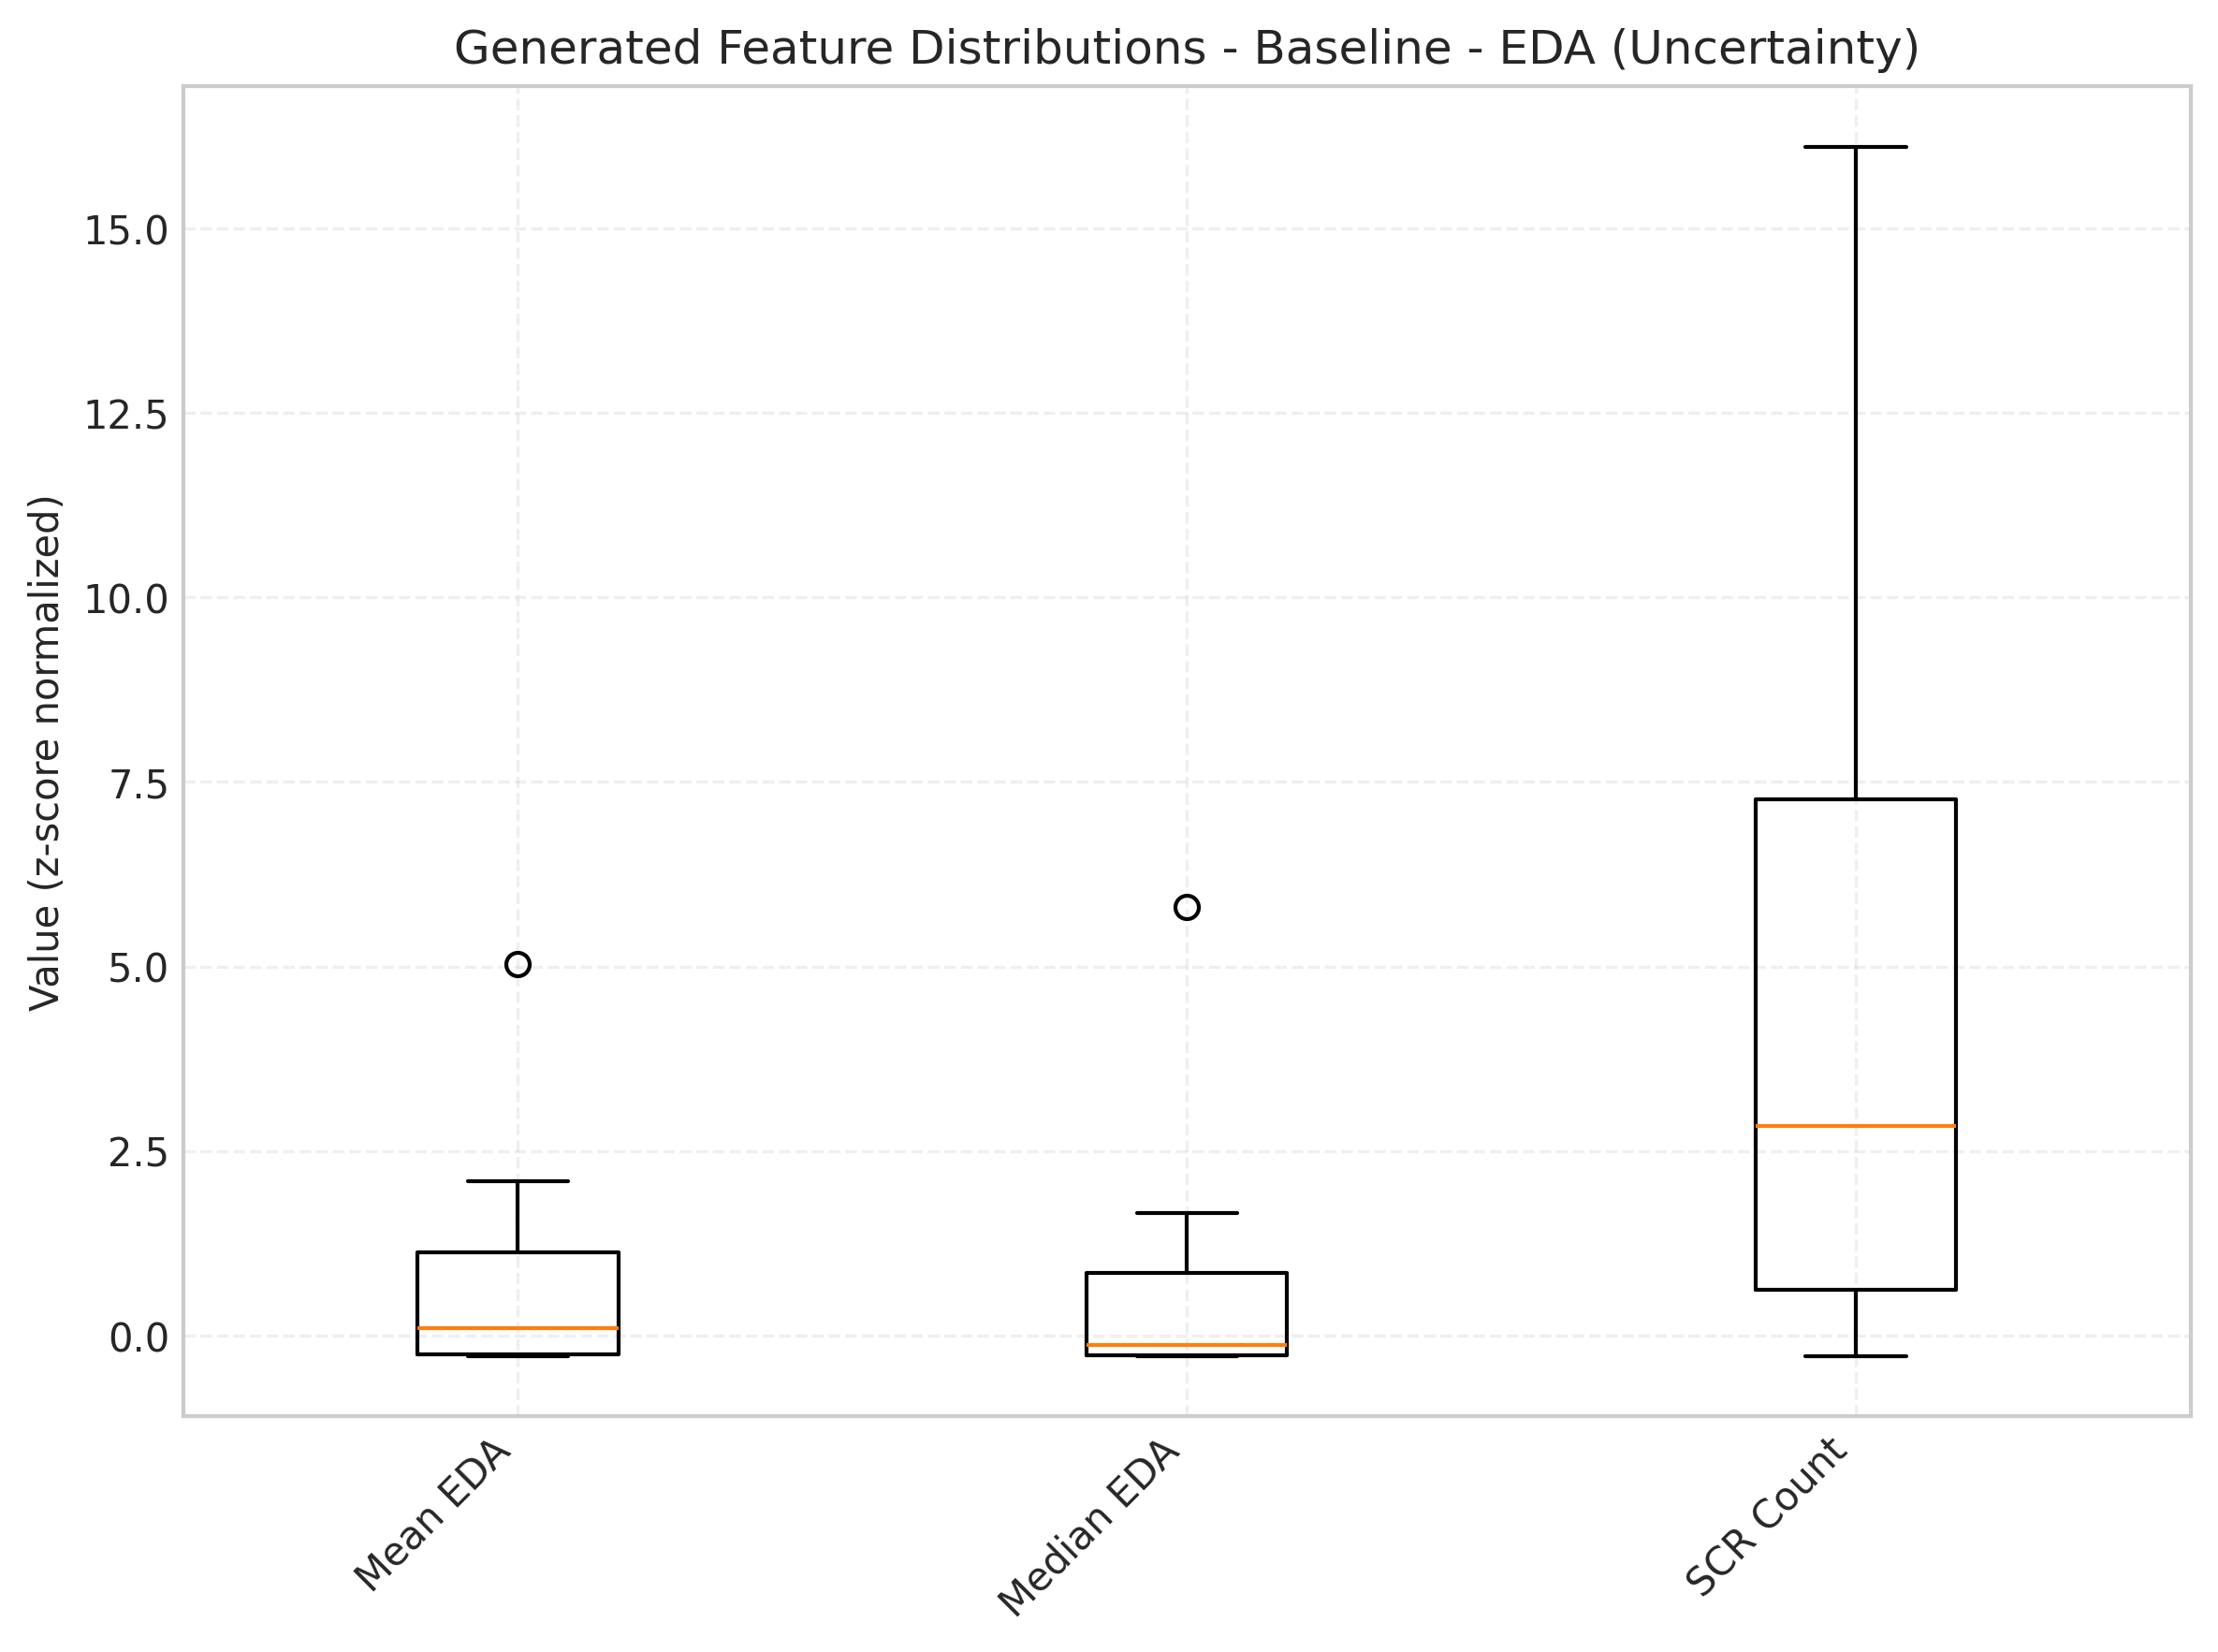 Generated Feature Distributions - Baseline - EDA (Uncertainty)
Value (z-score normalized)
15.0
12.5
10.0
7.5
5.0
2.5
0.0
Mean EDA
Median EDA
SCR Count